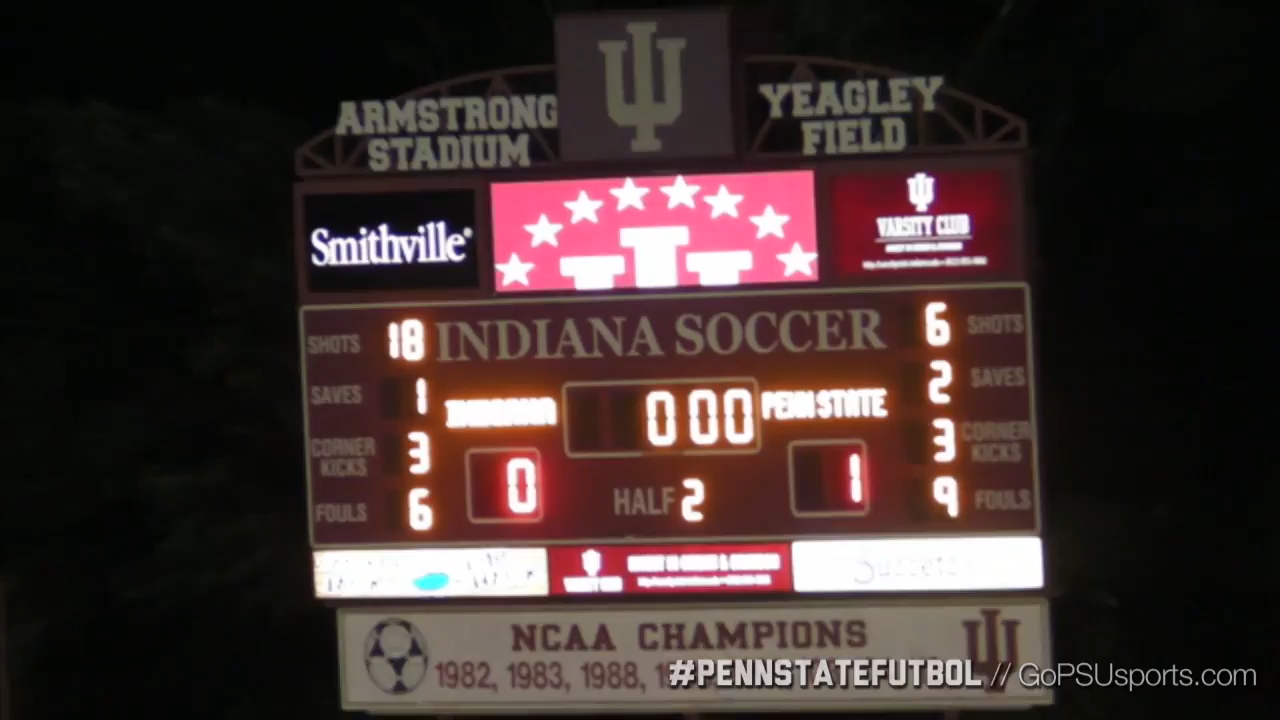 ARMSTRONG
STADIUM
YEAGLEY
FIELD
Smithville
VARSITY CLUB
INDIANA SOCCER
SHOTS 18
SAVES 1
CORNER
KICKS 3
FOULS 6
INDIANA 0
0 00
HALF 2
PENN STATE 1
6 SHOTS
2 SAVES
3 CORNER
KICKS
9 FOULS
NCAA CHAMPIONS
1982, 1983, 1988,
#PENNSTATEFUTBOL // GoPSUsports.com